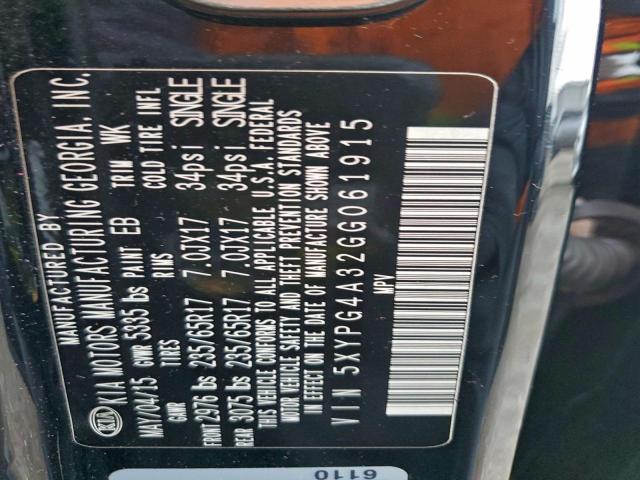 MANUFACTURED BY
KIA KIA MOTORS MANUFACTURING GEORGIA, INC.
MAY/04/15 GVWR 5335 lbs PAINT EB TRIM WK
GAWR TIRES RIMS COLD TIRE INFL
FRONT 2976 lbs 235/65R17 7.0JX17 34psi SINGLE
REAR 3075 lbs 235/65R17 7.0JX17 34psi SINGLE
THIS VEHICLE CONFORMS TO ALL APPLICABLE U.S.A. FEDERAL
MOTOR VEHICLE SAFETY AND THEFT PREVENTION STANDARDS
IN EFFECT ON THE DATE OF MANUFACTURE SHOWN ABOVE
VIN 5XYPG4A32GG061915
MPV
6110